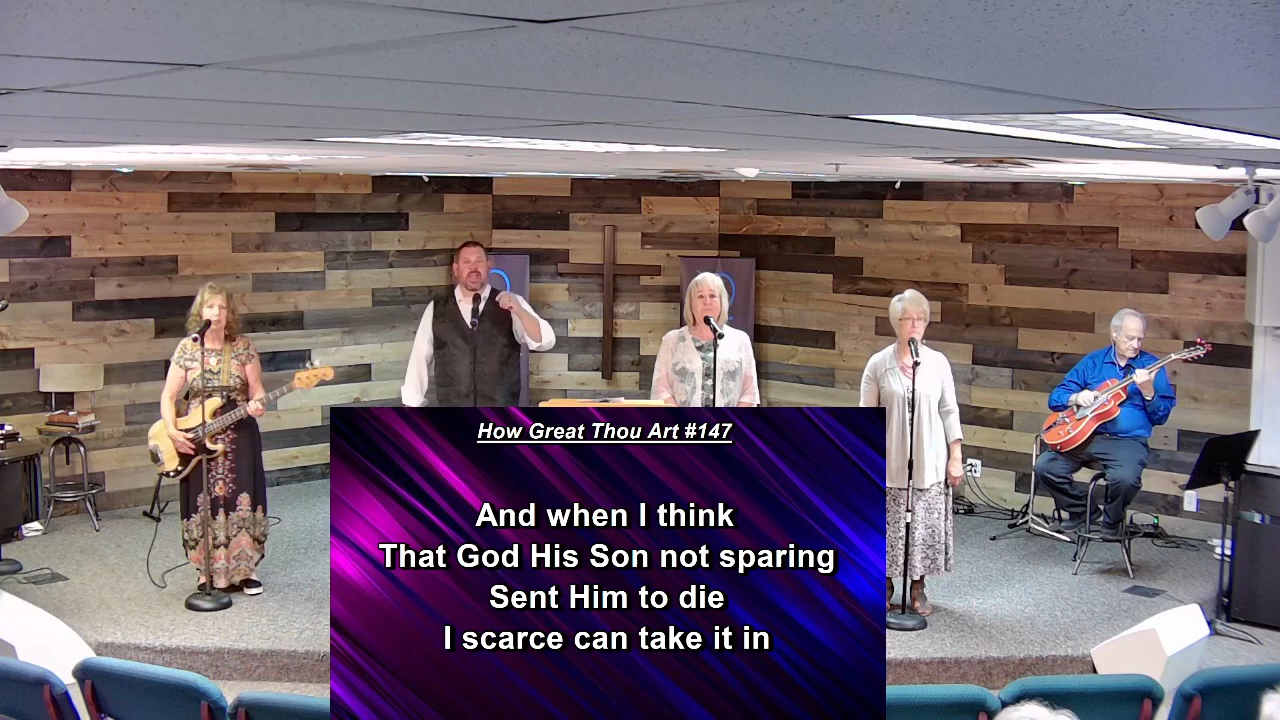 How Great Thou Art #147
And when I think
That God His Son not sparing
Sent Him to die
I scarce can take it in